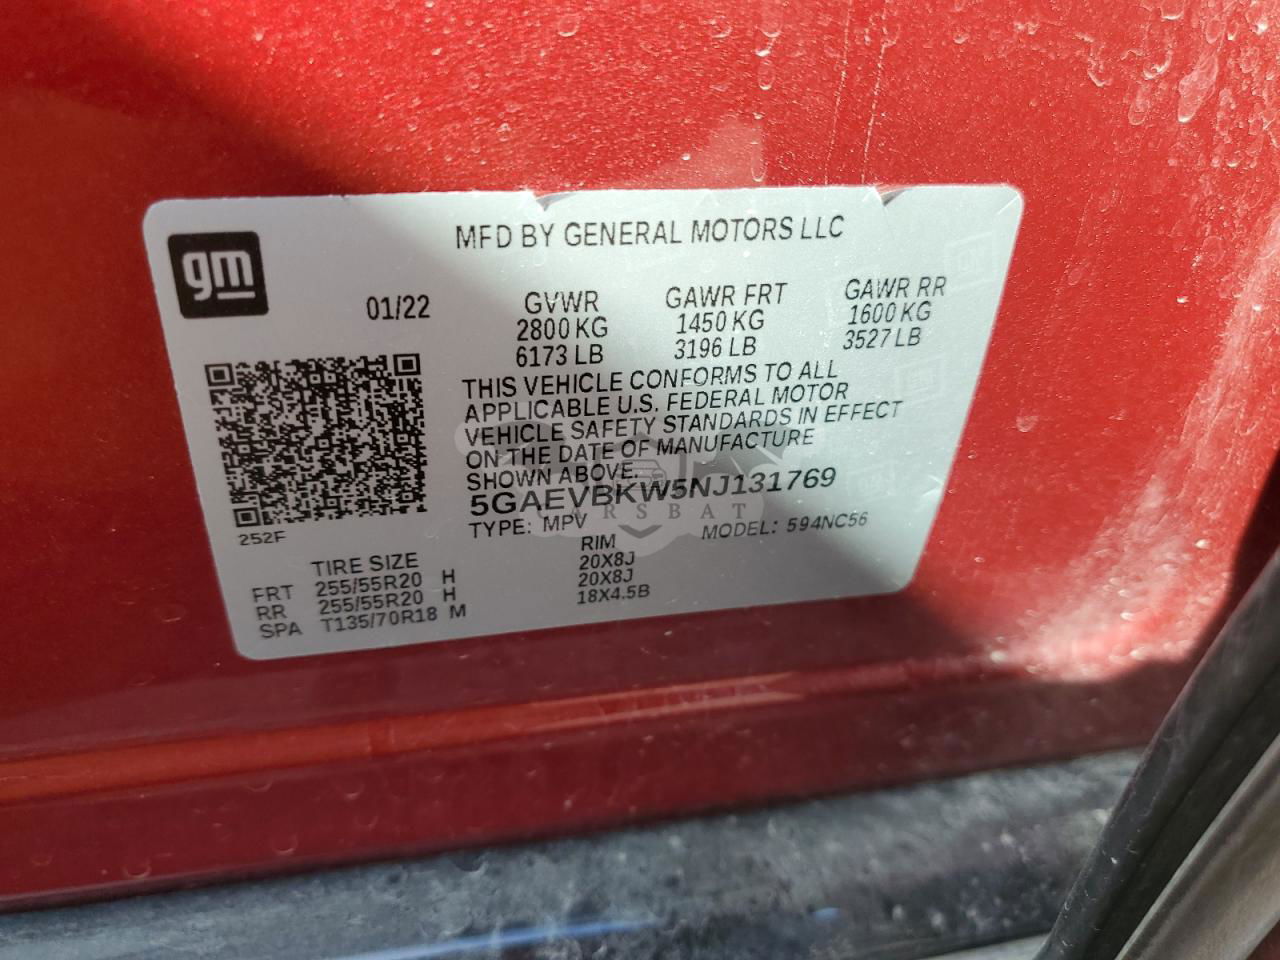 gm
MFD BY GENERAL MOTORS LLC
01/22 GVWR GAWR FRT GAWR RR
2800 KG 1450 KG 1600 KG
6173 LB 3196 LB 3527 LB
THIS VEHICLE CONFORMS TO ALL
APPLICABLE U.S. FEDERAL MOTOR
VEHICLE SAFETY STANDARDS IN EFFECT
ON THE DATE OF MANUFACTURE
SHOWN ABOVE.
5GAEVBKW5NJ131769
CARSBAT
TYPE: MPV MODEL: 594NC56
252F
TIRE SIZE RIM
FRT 255/55R20 H 20X8J
RR 255/55R20 H 20X8J
SPA T135/70R18 M 18X4.5B